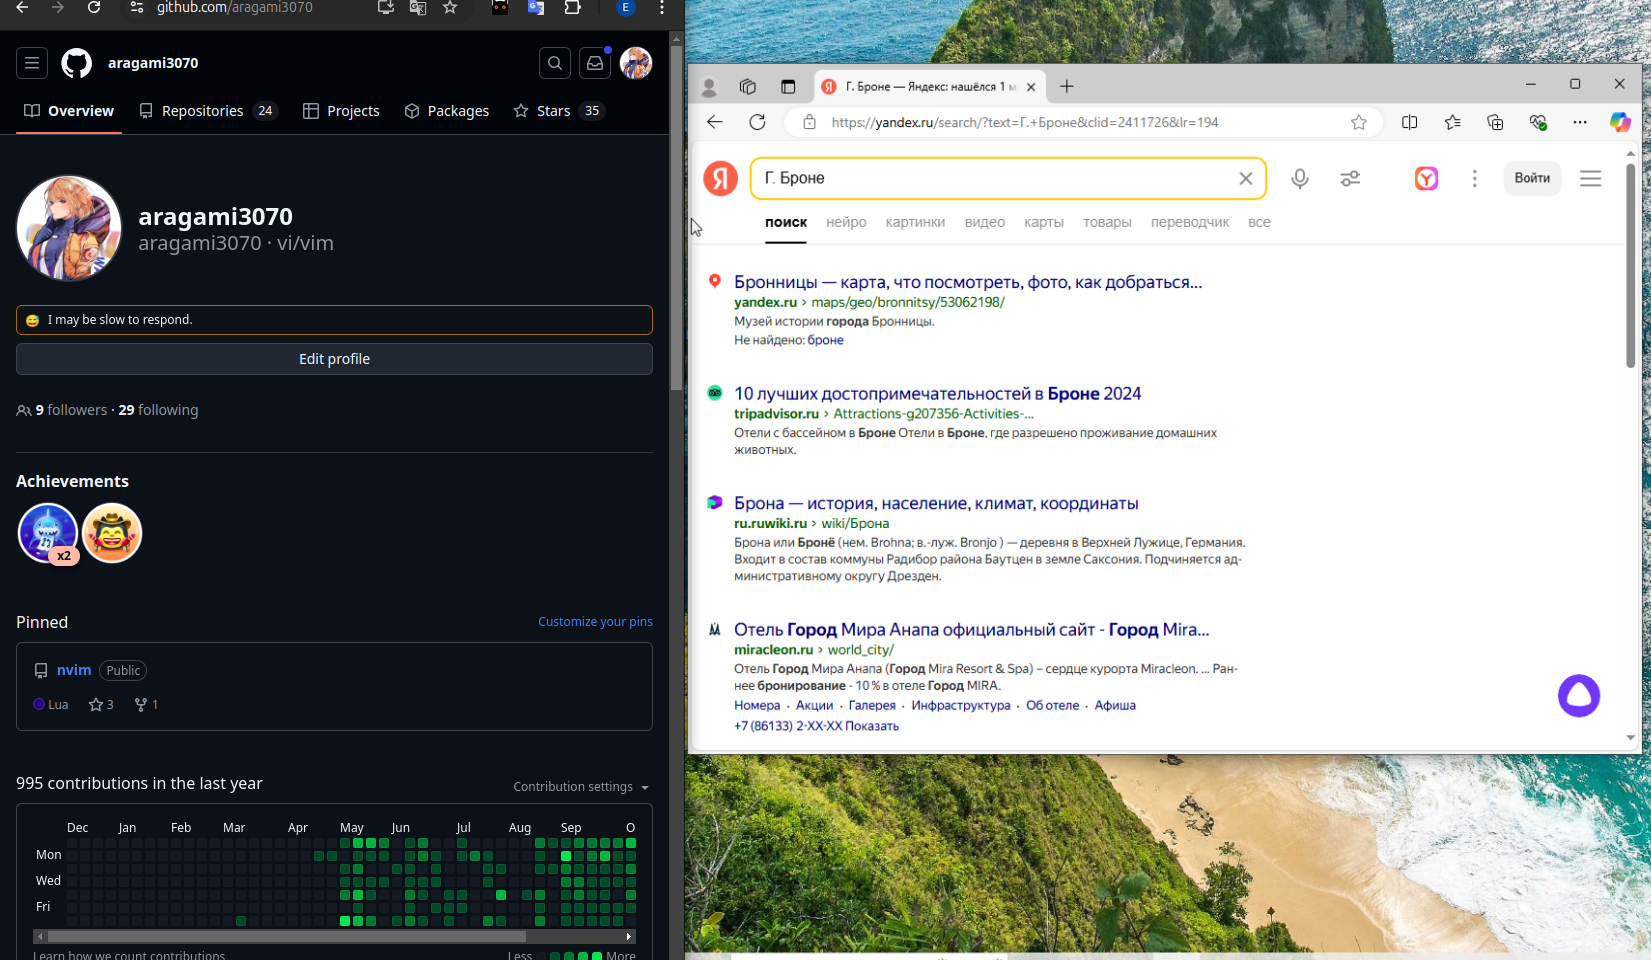 github.com/aragami3070
E
aragami3070
Overview
Repositories 24
Projects
Packages
Stars 35
aragami3070
aragami3070 · vi/vim
I may be slow to respond.
Edit profile
9 followers · 29 following
Achievements
x2
Pinned
Customize your pins
nvim Public
Lua 3 1
995 contributions in the last year
Contribution settings
Dec Jan Feb Mar Apr May Jun Jul Aug Sep O
Mon
Wed
Fri
Learn how we count contributions
Less More
Г. Броне — Яндекс: нашёлся 1 м
https://yandex.ru/search/?text=Г.+Броне&clid=2411726&lr=194
Я
Г. Броне
Войти
поиск нейро картинки видео карты товары переводчик все
Бронницы — карта, что посмотреть, фото, как добраться...
yandex.ru › maps/geo/bronnitsy/53062198/
Музей истории города Бронницы.
Не найдено: броне
10 лучших достопримечательностей в Броне 2024
tripadvisor.ru › Attractions-g207356-Activities-...
Отели с бассейном в Броне Отели в Броне, где разрешено проживание домашних
животных.
Брона — история, население, климат, координаты
ru.ruwiki.ru › wiki/Брона
Брона или Бронё (нем. Brohna; в.-луж. Bronjo ) — деревня в Верхней Лужице, Германия.
Входит в состав коммуны Радибор района Баутцен в земле Саксония. Подчиняется ад-
министративному округу Дрезден.
Отель Город Мира Анапа официальный сайт - Город Mira...
miracleon.ru › world_city/
Отель Город Мира Анапа (Город Mira Resort & Spa) – сердце курорта Miracleon. ... Ран-
нее бронирование - 10 % в отеле Город MIRA.
Номера · Акции · Галерея · Инфраструктура · Об отеле · Афиша
+7 (86133) 2-XX-XX Показать